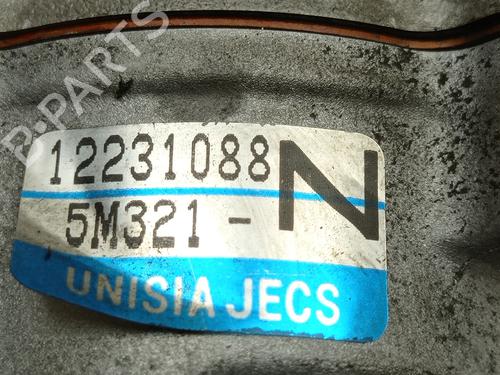 B-PARTS
12231088
5M321 - N
UNISIA JECS